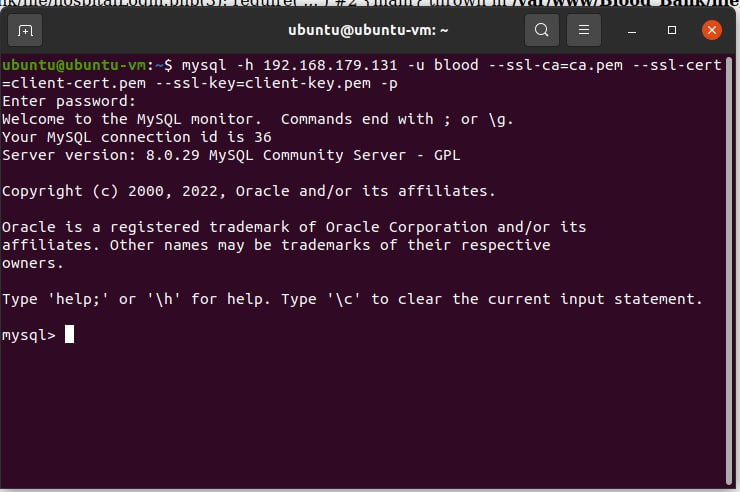 ubuntu@ubuntu-vm: ~
ubuntu@ubuntu-vm:~$ mysql -h 192.168.179.131 -u blood --ssl-ca=ca.pem --ssl-cert
=client-cert.pem --ssl-key=client-key.pem -p
Enter password:
Welcome to the MySQL monitor.  Commands end with ; or \g.
Your MySQL connection id is 36
Server version: 8.0.29 MySQL Community Server - GPL

Copyright (c) 2000, 2022, Oracle and/or its affiliates.

Oracle is a registered trademark of Oracle Corporation and/or its
affiliates. Other names may be trademarks of their respective
owners.

Type 'help;' or '\h' for help. Type '\c' to clear the current input statement.

mysql>